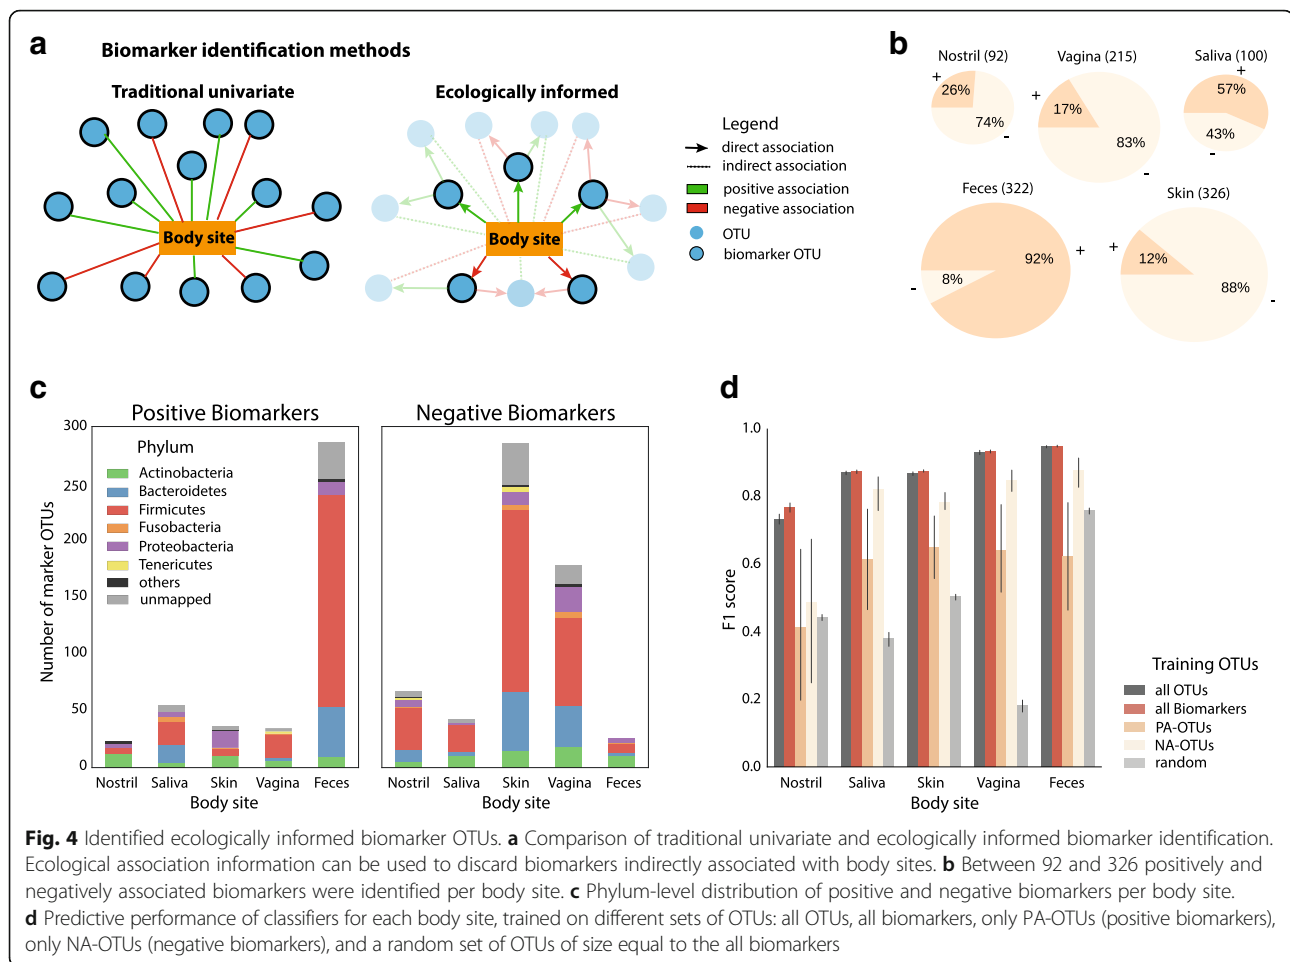 a
Biomarker identification methods
Traditional univariate
Body site
Ecologically informed
Body site
Legend
direct association
indirect association
positive association
negative association
OTU
biomarker OTU
b
Nostril (92)
+
26%
74%
-
Vagina (215)
+
17%
83%
-
Saliva (100)
+
57%
43%
-
Feces (322)
92%
+
8%
-
Skin (326)
+
12%
88%
-
c
Positive Biomarkers
Negative Biomarkers
Number of marker OTUs
300
250
200
150
100
50
0
Phylum
Actinobacteria
Bacteroidetes
Firmicutes
Fusobacteria
Proteobacteria
Tenericutes
others
unmapped
Nostril Saliva Skin Vagina Feces
Body site
Nostril Saliva Skin Vagina Feces
Body site
d
F1 score
1.0
0.8
0.6
0.4
0.2
0.0
Nostril Saliva Skin Vagina Feces
Body site
Training OTUs
all OTUs
all Biomarkers
PA-OTUs
NA-OTUs
random
Fig. 4 Identified ecologically informed biomarker OTUs. a Comparison of traditional univariate and ecologically informed biomarker identification.
Ecological association information can be used to discard biomarkers indirectly associated with body sites. b Between 92 and 326 positively and
negatively associated biomarkers were identified per body site. c Phylum-level distribution of positive and negative biomarkers per body site.
d Predictive performance of classifiers for each body site, trained on different sets of OTUs: all OTUs, all biomarkers, only PA-OTUs (positive biomarkers),
only NA-OTUs (negative biomarkers), and a random set of OTUs of size equal to the all biomarkers